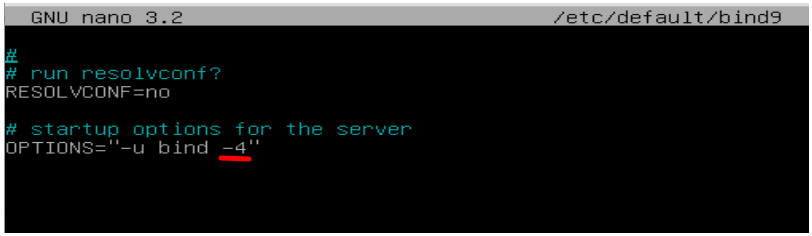 GNU nano 3.2 /etc/default/bind9
#
# run resolvconf?
RESOLVCONF=no
# startup options for the server
OPTIONS="-u bind -4"